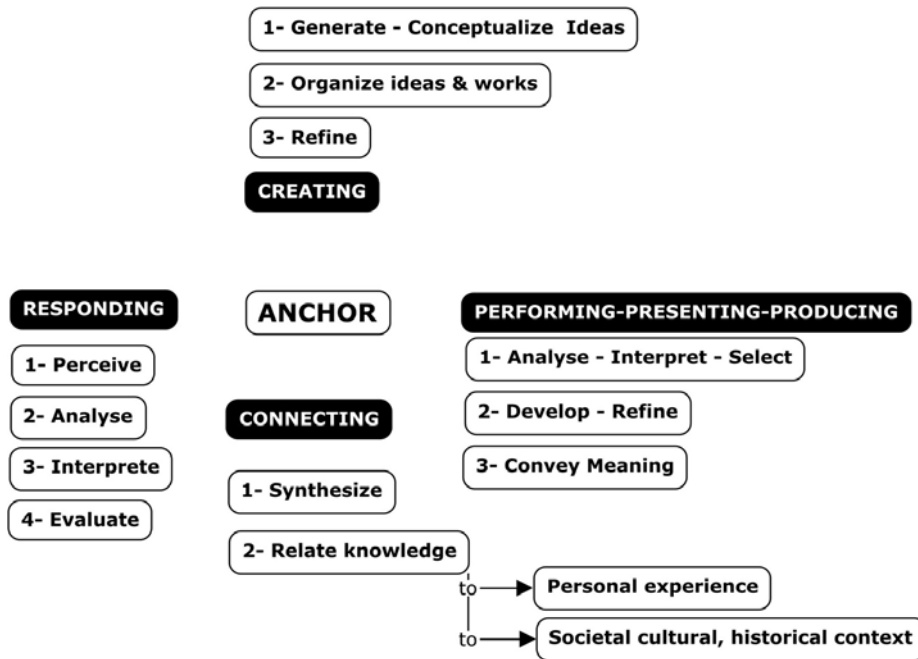 1- Generate - Conceptualize Ideas
2- Organize ideas & works
3- Refine
CREATING
RESPONDING
1- Perceive
2- Analyse
3- Interprete
4- Evaluate
ANCHOR
CONNECTING
1- Synthesize
2- Relate knowledge
to
Personal experience
to
Societal cultural, historical context
PERFORMING-PRESENTING-PRODUCING
1- Analyse - Interpret - Select
2- Develop - Refine
3- Convey Meaning